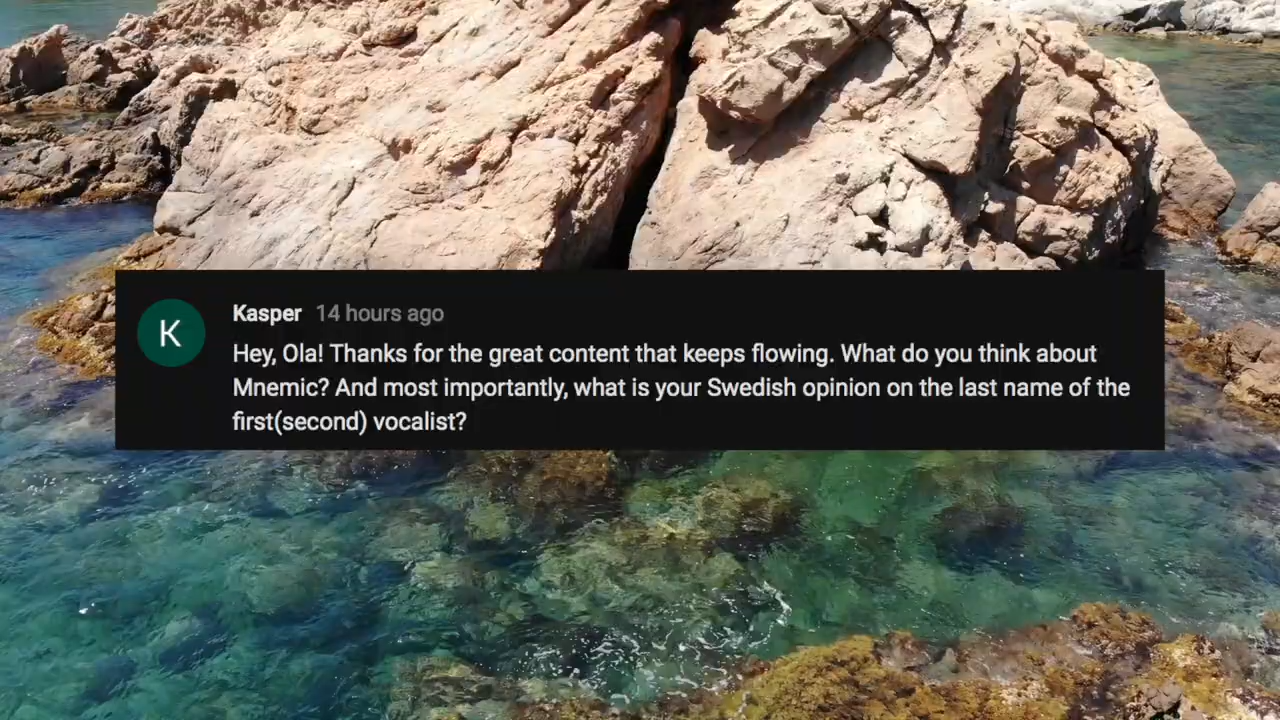 K
Kasper 14 hours ago
Hey, Ola! Thanks for the great content that keeps flowing. What do you think about
Mnemic? And most importantly, what is your Swedish opinion on the last name of the
first(second) vocalist?